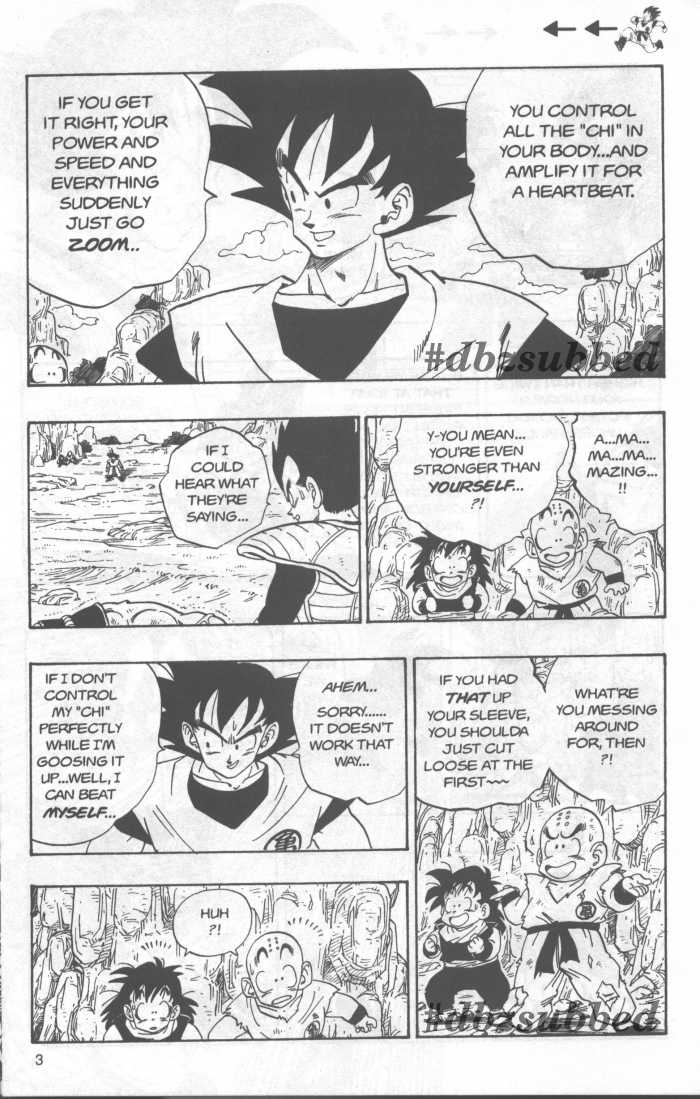 YOU CONTROL
ALL THE "CHI" IN
YOUR BODY...AND
AMPLIFY IT FOR
A HEARTBEAT.
IF YOU GET
IT RIGHT, YOUR
POWER AND
SPEED AND
EVERYTHING
SUDDENLY
JUST GO
ZOOM..
#dbzsubbed
A...MA...
MA...MA...
MAZING...
!!
Y-YOU MEAN...
YOU'RE EVEN
STRONGER THAN
YOURSELF...
?!
IF I
COULD
HEAR WHAT
THEY'RE
SAYING...
WHAT'RE
YOU MESSING
AROUND
FOR, THEN
?!
IF YOU HAD
THAT UP
YOUR SLEEVE,
YOU SHOULDA
JUST CUT
LOOSE AT THE
FIRST~~~
亀
#dbzsubbed
AHEM...
SORRY......
IT DOESN'T
WORK THAT
WAY...
IF I DON'T
CONTROL
MY "CHI"
PERFECTLY
WHILE I'M
GOOSING IT
UP...WELL, I
CAN BEAT
MYSELF...
亀
HUH
?!
3